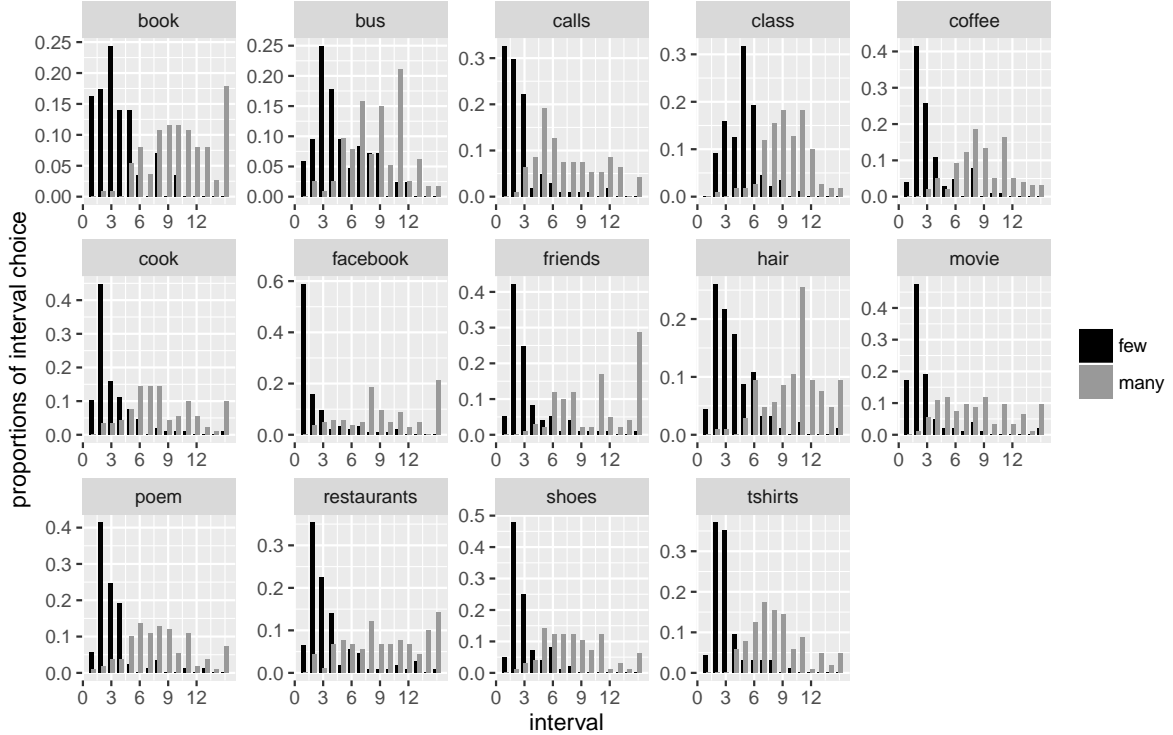 book bus calls class coffee
0.25 0.20 0.15 0.10 0.05 0.00
0.25 0.20 0.15 0.10 0.05 0.00
0.3 0.2 0.1 0.0
0.3 0.2 0.1 0.0
0.4 0.3 0.2 0.1 0.0
0 3 6 9 12 0 3 6 9 12 0 3 6 9 12 0 3 6 9 12 0 3 6 9 12
cook facebook friends hair movie
0.4 0.3 0.2 0.1 0.0
0.6 0.4 0.2 0.0
0.4 0.3 0.2 0.1 0.0
0.2 0.1 0.0
0.4 0.3 0.2 0.1 0.0
0 3 6 9 12 0 3 6 9 12 0 3 6 9 12 0 3 6 9 12 0 3 6 9 12
poem restaurants shoes tshirts
0.4 0.3 0.2 0.1 0.0
0.3 0.2 0.1 0.0
0.5 0.4 0.3 0.2 0.1 0.0
0.3 0.2 0.1 0.0
0 3 6 9 12 0 3 6 9 12 0 3 6 9 12 0 3 6 9 12
interval
proportions of interval choice
few
many